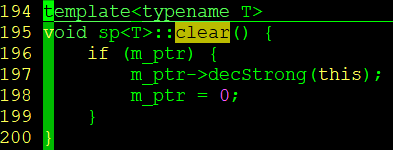 194 template<typename T>
195 void sp<T>::clear() {
196     if (m_ptr) {
197         m_ptr->decStrong(this);
198         m_ptr = 0;
199     }
200 }